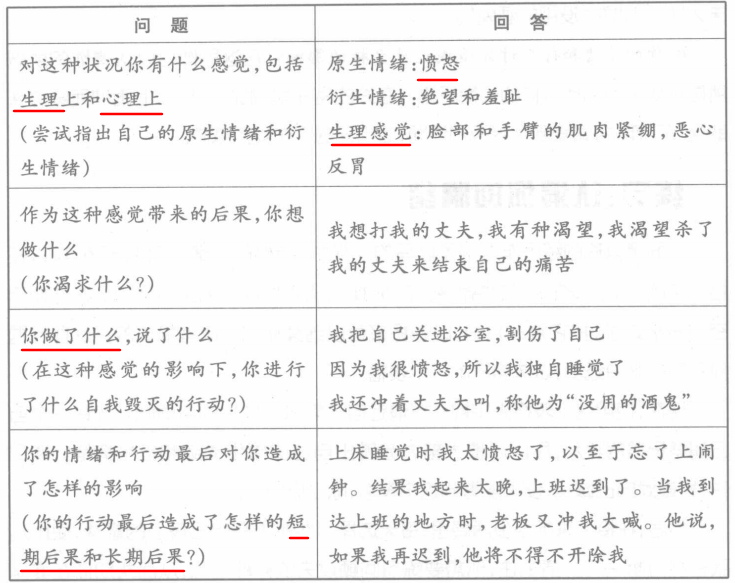 问 题
回 答
对这种状况你有什么感觉,包括
生理上和心理上
(尝试指出自己的原生情绪和衍
生情绪)
原生情绪:愤怒
衍生情绪:绝望和羞耻
生理感觉:脸部和手臂的肌肉紧绷,恶心
反胃
作为这种感觉带来的后果,你想
做什么
(你渴求什么?)
我想打我的丈夫,我有种渴望,我渴望杀了
我的丈夫来结束自己的痛苦
你做了什么,说了什么
(在这种感觉的影响下,你进行
了什么自我毁灭的行动?)
我把自己关进浴室,割伤了自己
因为我很愤怒,所以我独自睡觉了
我还冲着丈夫大叫,称他为“没用的酒鬼”
你的情绪和行动最后对你造成
了怎样的影响
(你的行动最后造成了怎样的短
期后果和长期后果?)
上床睡觉时我太愤怒了,以至于忘了上闹
钟。结果我起来太晚,上班迟到了。当我到
达上班的地方时,老板又冲我大喊。他说,
如果我再迟到,他将不得不开除我